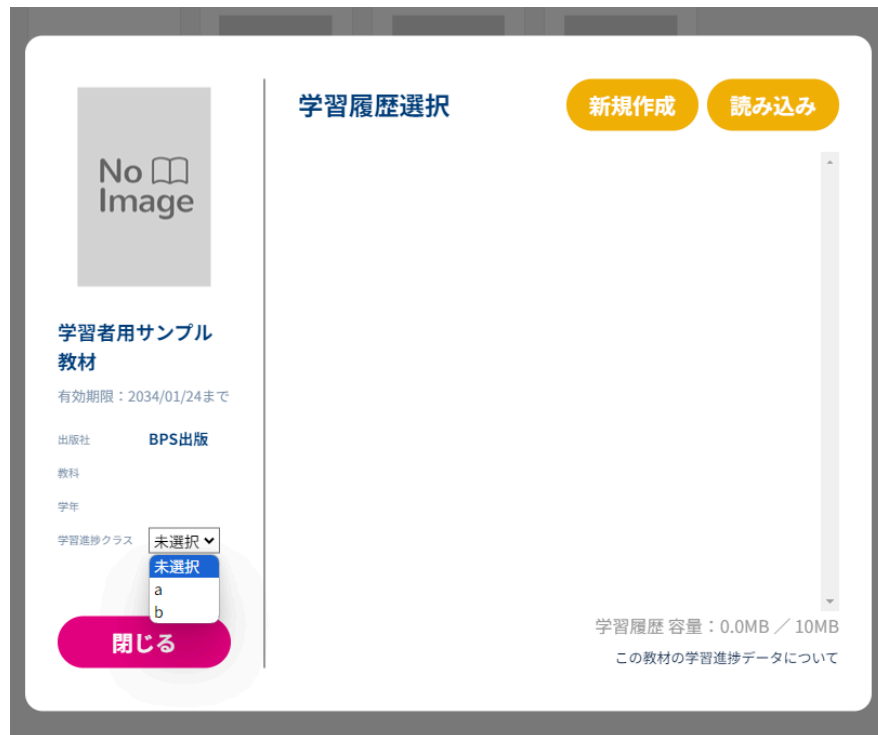 No
Image
学習者用サンプル
教材
有効期限：2034/01/24まで
出版社 BPS出版
教科
学年
学習進捗クラス 未選択
未選択
a
b
閉じる
学習履歴選択
新規作成
読み込み
学習履歴 容量：0.0MB ／ 10MB
この教材の学習進捗データについて